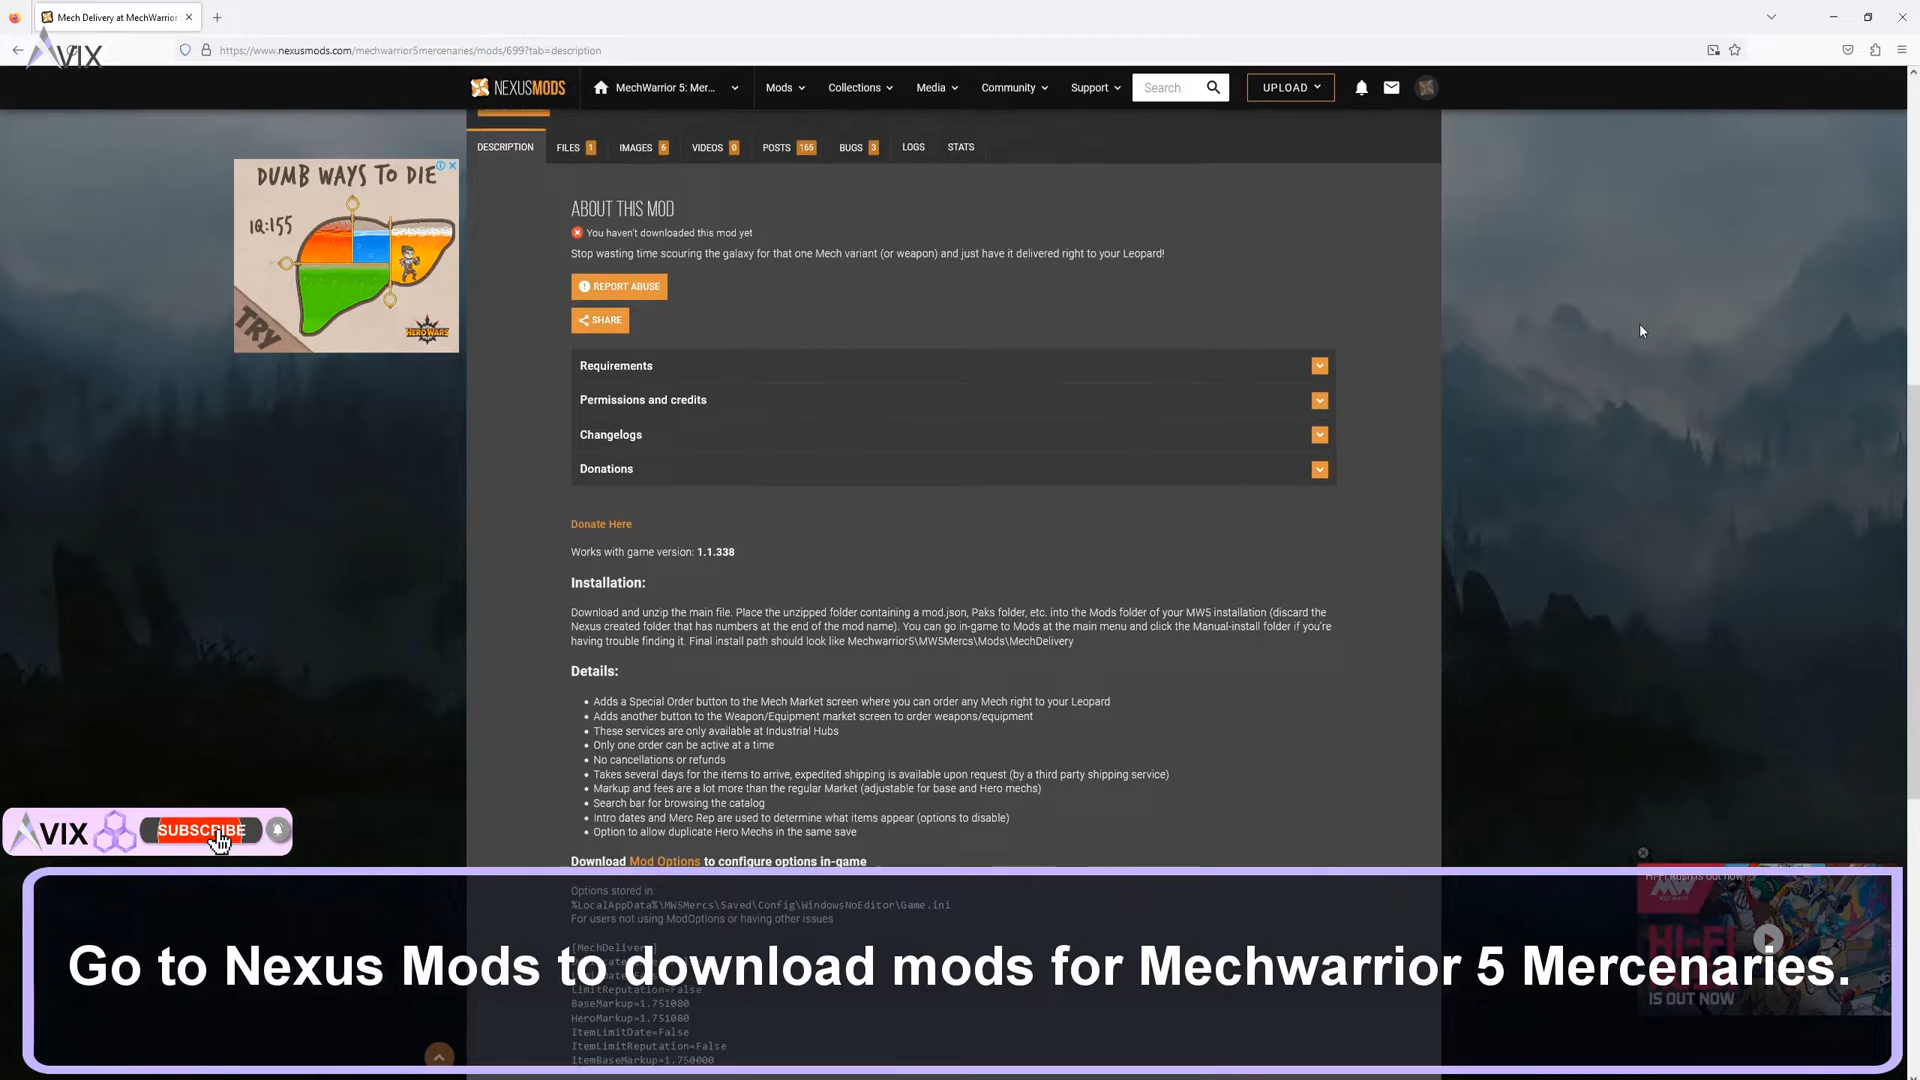 Mech Delivery at MechWarrior
AVIX
https://www.nexusmods.com/mechwarrior5mercenaries/mods/699?tab=description
NEXUSMODS
MechWarrior 5: Mer...
Mods
Collections
Media
Community
Support
Search
UPLOAD
DESCRIPTION
FILES 1
IMAGES 6
VIDEOS 0
POSTS 165
BUGS 3
LOGS
STATS
DUMB WAYS TO DIE
IQ:155
TRY
HERO WARS
ABOUT THIS MOD
You haven't downloaded this mod yet
Stop wasting time scouring the galaxy for that one Mech variant (or weapon) and just have it delivered right to your Leopard!
REPORT ABUSE
SHARE
Requirements
Permissions and credits
Changelogs
Donations
Donate Here
Works with game version: 1.1.338
Installation:
Download and unzip the main file. Place the unzipped folder containing a mod.json, Paks folder, etc. into the Mods folder of your MW5 installation (discard the
Nexus created folder that has numbers at the end of the mod name). You can go in-game to Mods at the main menu and click the Manual-install folder if you're
having trouble finding it. Final install path should look like Mechwarrior5\MW5Mercs\Mods\MechDelivery
Details:
• Adds a Special Order button to the Mech Market screen where you can order any Mech right to your Leopard
• Adds another button to the Weapon/Equipment market screen to order weapons/equipment
• These services are only available at Industrial Hubs
• Only one order can be active at a time
• No cancellations or refunds
• Takes several days for the items to arrive, expedited shipping is available upon request (by a third party shipping service)
• Markup and fees are a lot more than the regular Market (adjustable for base and Hero mechs)
• Search bar for browsing the catalog
• Intro dates and Merc Rep are used to determine what items appear (options to disable)
• Option to allow duplicate Hero Mechs in the same save
AVIX
SUBSCRIBE
Download Mod Options to configure options in-game
Options stored in:
%LocalAppData%\MW5Mercs\Saved\Config\WindowsNoEditor\Game.ini
For users not using ModOptions or having other issues
[MechDelivery]
Go to Nexus Mods to download mods for Mechwarrior 5 Mercenaries.
LimitReputation=False
BaseMarkup=1.751080
HeroMarkup=1.751080
ItemLimitDate=False
ItemLimitReputation=False
ItemBaseMarkup=1.750000
HI-FI
IS OUT NOW